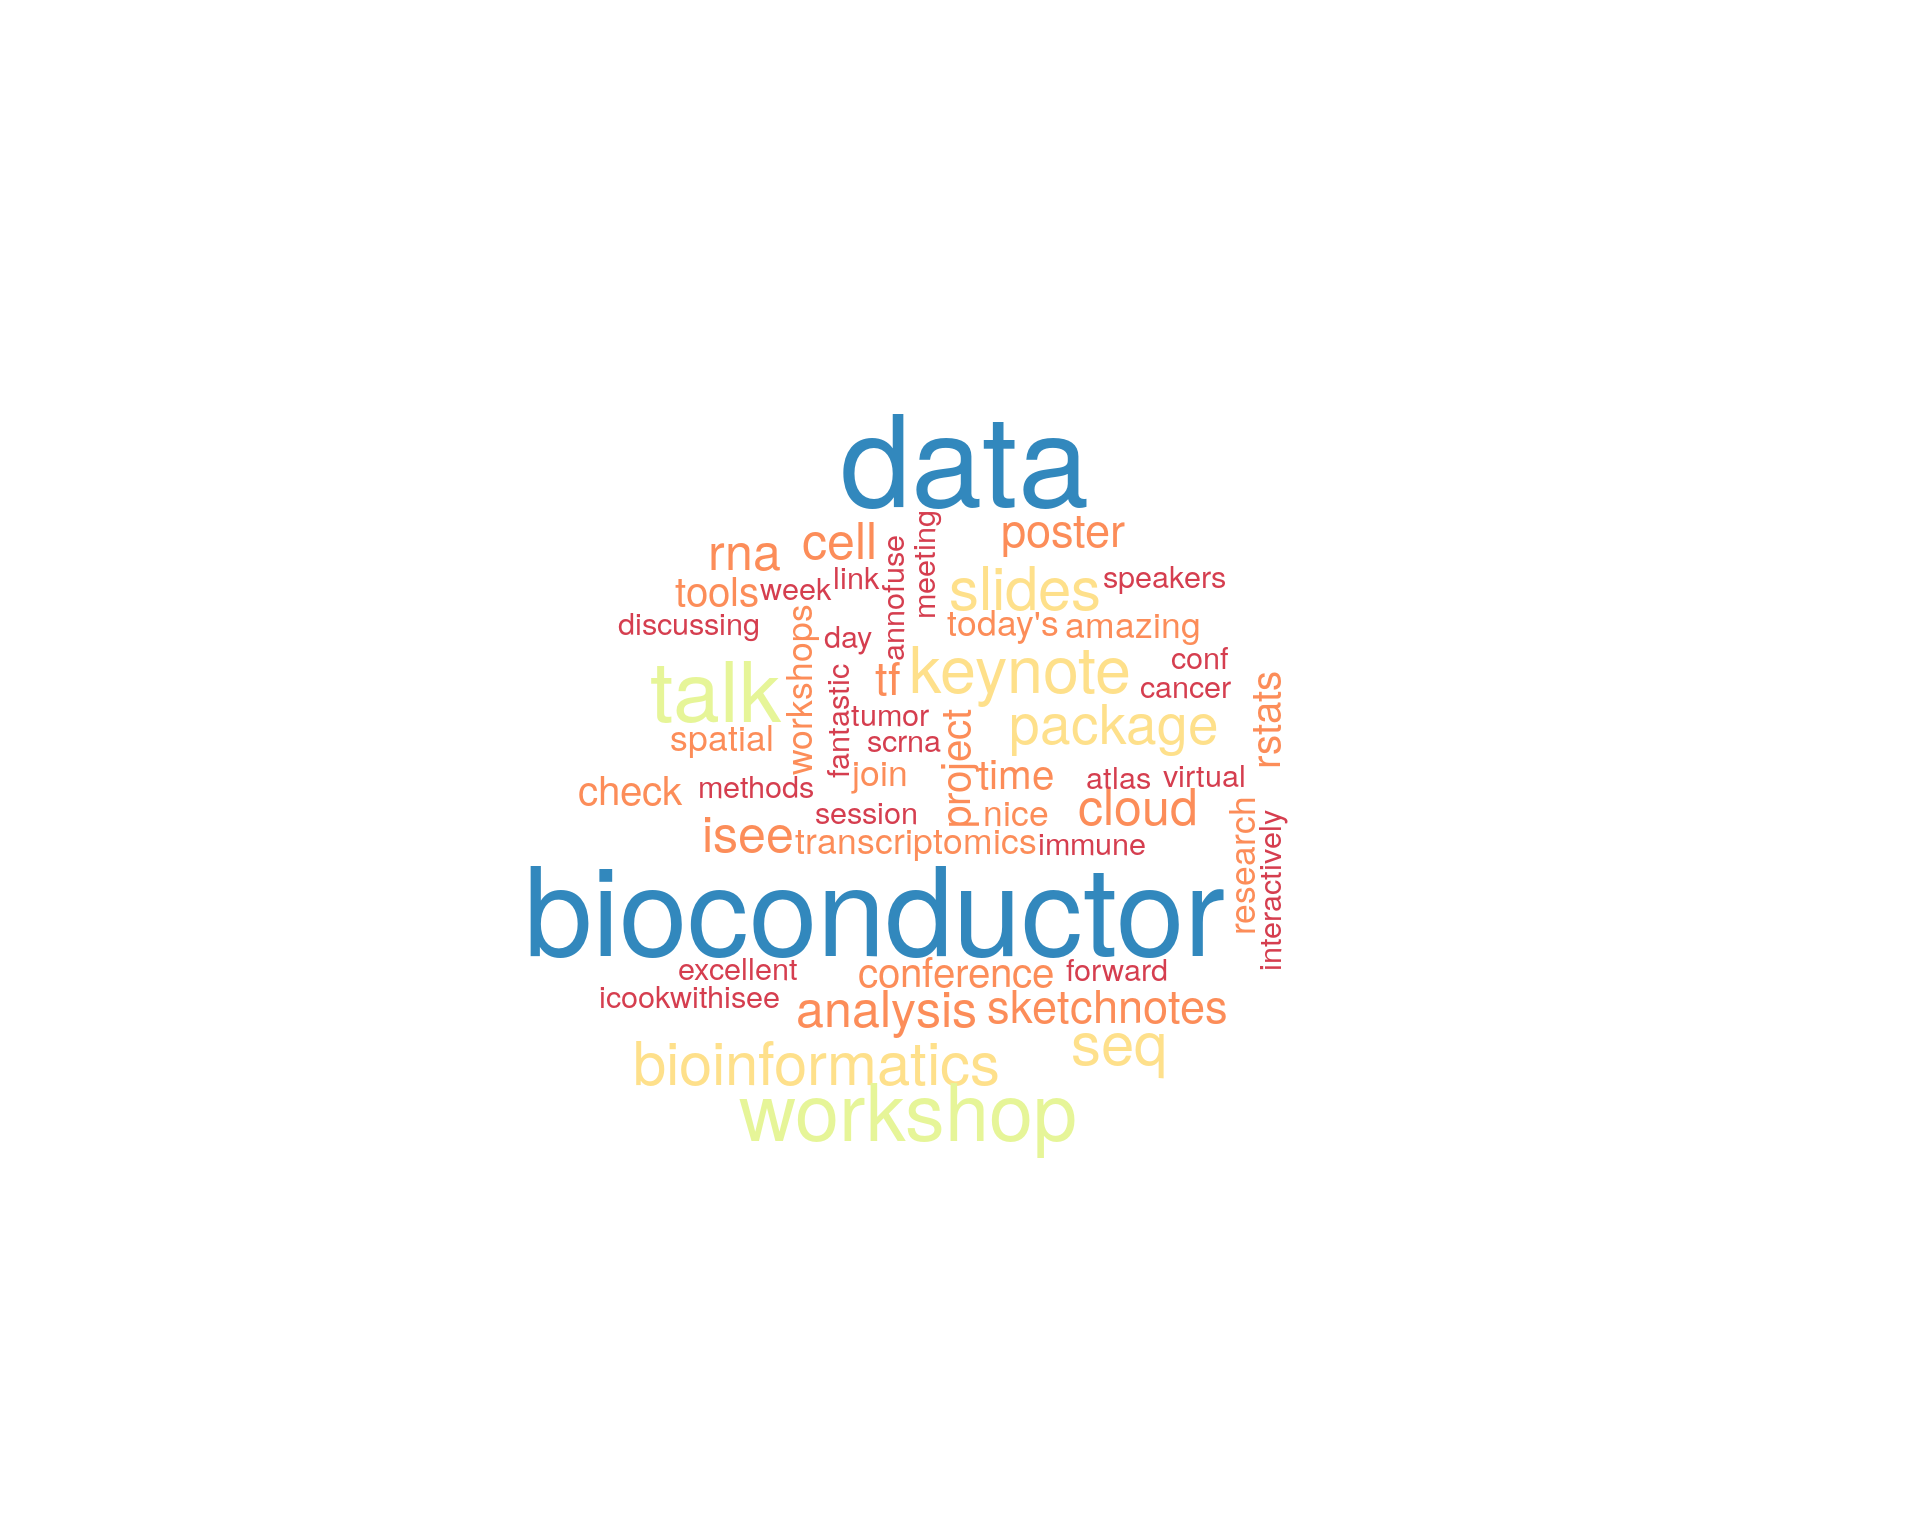 data
poster
cell
rna
meeting
annofuse
link
week
tools
slides
speakers
discussing
workshops
day
today's
amazing
talk
fantastic
tf
keynote
conf
cancer
rstats
tumor
package
spatial
scrna
project
join
time
atlas
virtual
check
methods
session
nice
cloud
research
interactively
isee
transcriptomics
immune
bioconductor
excellent
conference
forward
icookwithisee
analysis
sketchnotes
seq
bioinformatics
workshop